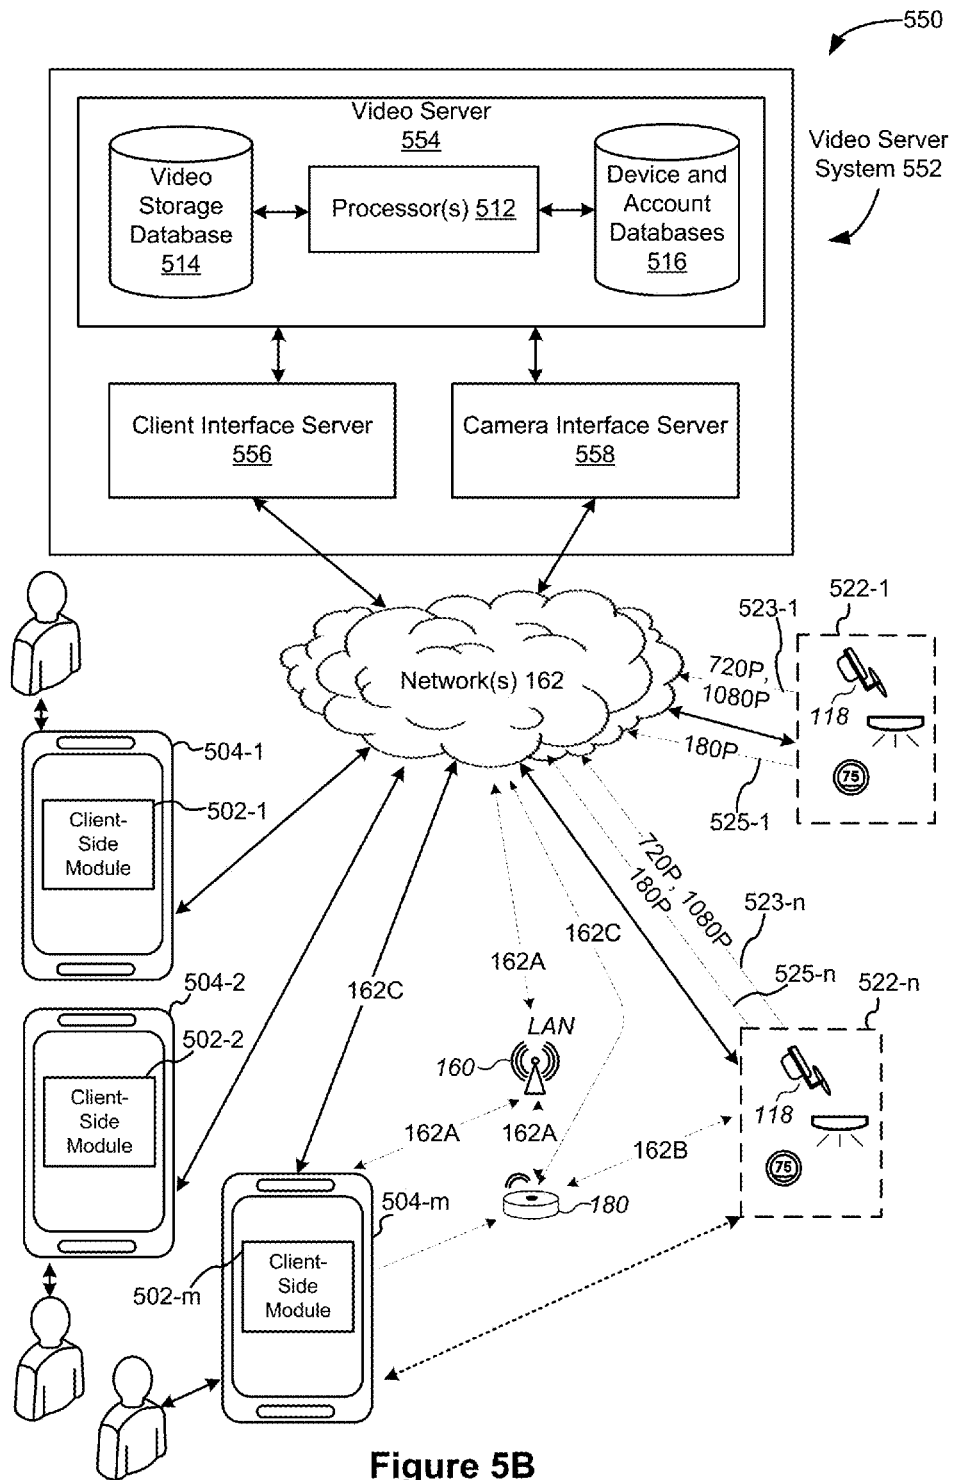 550
Video Server
554
Video Server
System 552
Video
Storage
Database
514
Processor(s) 512
Device and
Account
Databases
516
Client Interface Server
556
Camera Interface Server
558
523-1
522-1
Network(s) 162
720P,
1080P
118
180P
75
525-1
504-1
502-1
Client-
Side
Module
720P, 1080P
180P
523-n
525-n
522-n
162C
162A
162C
504-2
502-2
Client-
Side
Module
LAN
160
118
162A
162A
162B
75
180
504-m
502-m
Client-
Side
Module
Figure 5B